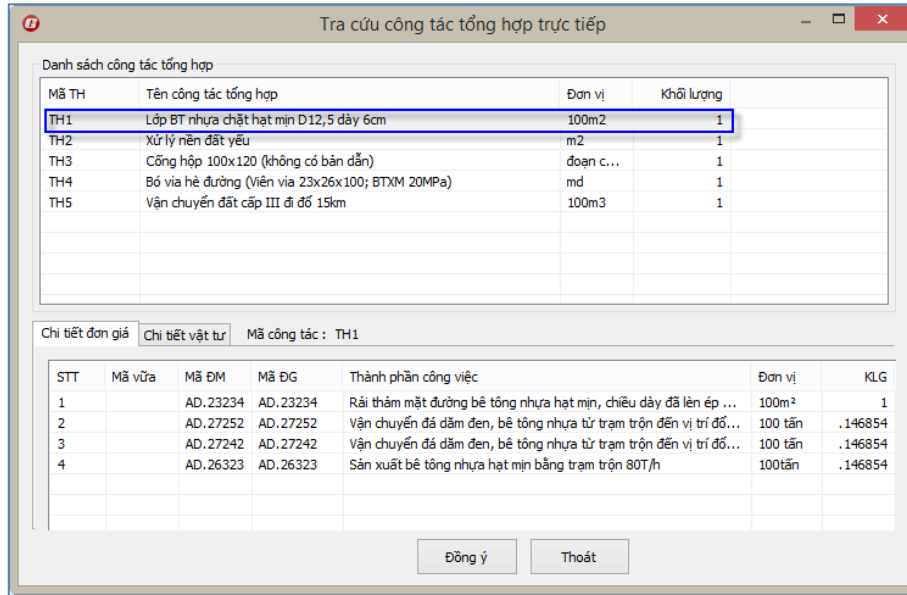 Tra cứu công tác tổng hợp trực tiếp
Danh sách công tác tổng hợp
Mã TH Tên công tác tổng hợp Đơn vị Khối lượng
TH1 Lớp BT nhựa chặt hạt mịn D12,5 dày 6cm 100m2 1
TH2 Xử lý nền đất yếu m2 1
TH3 Cống hộp 100x120 (không có bản dẫn) đoạn c... 1
TH4 Bó vỉa hè đường (Viên vỉa 23x26x100; BTXM 20MPa) md 1
TH5 Vận chuyển đất cấp III đi đổ 15km 100m3 1
Chi tiết đơn giá Chi tiết vật tư Mã công tác : TH1
STT Mã vữa Mã ĐM Mã ĐG Thành phần công việc Đơn vị KLG
1 AD.23234 AD.23234 Rải thảm mặt đường bê tông nhựa hạt mịn, chiều dày đã lèn ép ... 100m² 1
2 AD.27252 AD.27252 Vận chuyển đá dăm đen, bê tông nhựa từ trạm trộn đến vị trí đổ... 100 tấn .146854
3 AD.27242 AD.27242 Vận chuyển đá dăm đen, bê tông nhựa từ trạm trộn đến vị trí đổ... 100 tấn .146854
4 AD.26323 AD.26323 Sản xuất bê tông nhựa hạt mịn bằng trạm trộn 80T/h 100tấn .146854
Đồng ý Thoát